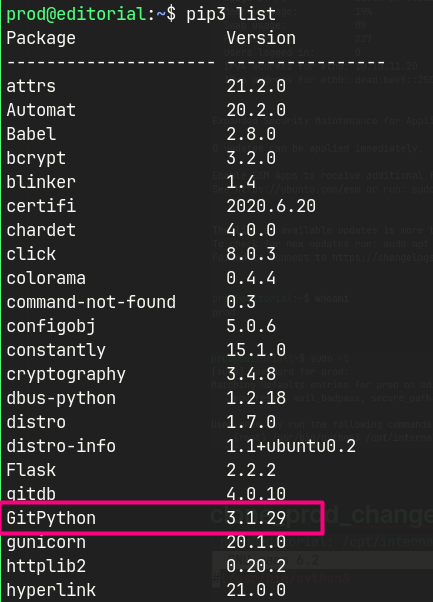 prod@editorial:~$ pip3 list
Package Version
-------------------- ----------------
attrs 21.2.0
Automat 20.2.0
Babel 2.8.0
bcrypt 3.2.0
blinker 1.4
certifi 2020.6.20
chardet 4.0.0
click 8.0.3
colorama 0.4.4
command-not-found 0.3
configobj 5.0.6
constantly 15.1.0
cryptography 3.4.8
dbus-python 1.2.18
distro 1.7.0
distro-info 1.1+ubuntu0.2
Flask 2.2.2
gitdb 4.0.10
GitPython 3.1.29
gunicorn 20.1.0
httplib2 0.20.2
hyperlink 21.0.0